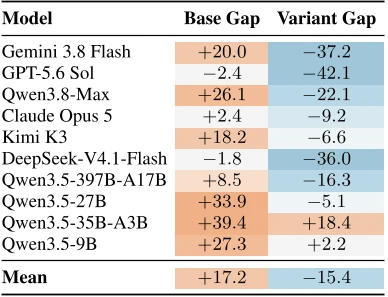 Model Base Gap Variant Gap
Gemini 3.8 Flash +20.0 −37.2
GPT-5.6 Sol −2.4 −42.1
Qwen3.8-Max +26.1 −22.1
Claude Opus 5 +2.4 −9.2
Kimi K3 +18.2 −6.6
DeepSeek-V4.1-Flash −1.8 −36.0
Qwen3.5-397B-A17B +8.5 −16.3
Qwen3.5-27B +33.9 −5.1
Qwen3.5-35B-A3B +39.4 +18.4
Qwen3.5-9B +27.3 +2.2
Mean +17.2 −15.4